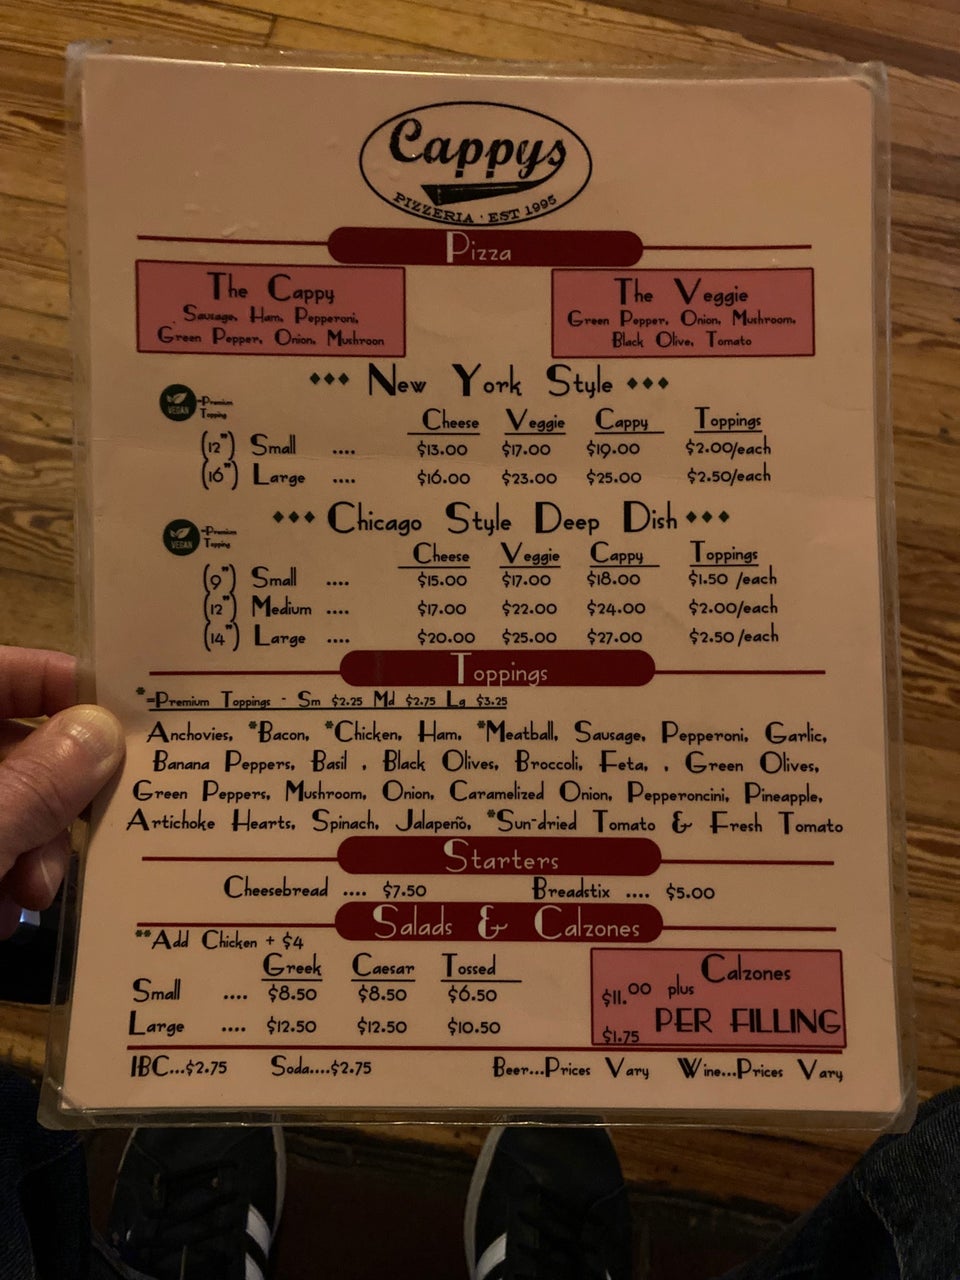 Cappys
PIZZERIA · EST 1995
Pizza
The Cappy
Sausage, Ham, Pepperoni,
Green Pepper, Onion, Mushroon
The Veggie
Green Pepper, Onion, Mushroom,
Black Olive, Tomato
New York Style
VEGAN =Premium Topping
Cheese Veggie Cappy Toppings
(12") Small .... $13.00 $17.00 $19.00 $2.00/each
(16") Large .... $16.00 $23.00 $25.00 $2.50/each
Chicago Style Deep Dish
VEGAN =Premium Topping
Cheese Veggie Cappy Toppings
(9") Small .... $15.00 $17.00 $18.00 $1.50 /each
(12") Medium .... $17.00 $22.00 $24.00 $2.00/each
(14") Large .... $20.00 $25.00 $27.00 $2.50 /each
Toppings
*=Premium Toppings - Sm $2.25 Md $2.75 Lg $3.25
Anchovies, *Bacon, *Chicken, Ham, *Meatball, Sausage, Pepperoni, Garlic,
Banana Peppers, Basil , Black Olives, Broccoli, Feta, , Green Olives,
Green Peppers, Mushroom, Onion, Caramelized Onion, Pepperoncini, Pineapple,
Artichoke Hearts, Spinach, Jalapeño, *Sun-dried Tomato & Fresh Tomato
Starters
Cheesebread .... $7.50 Breadstix .... $5.00
Salads & Calzones
**Add Chicken + $4
Greek Caesar Tossed
Small .... $8.50 $8.50 $6.50
Large .... $12.50 $12.50 $10.50
Calzones
$11.00 plus
$1.75 PER FILLING
IBC...$2.75 Soda....$2.75 Beer...Prices Vary Wine...Prices Vary